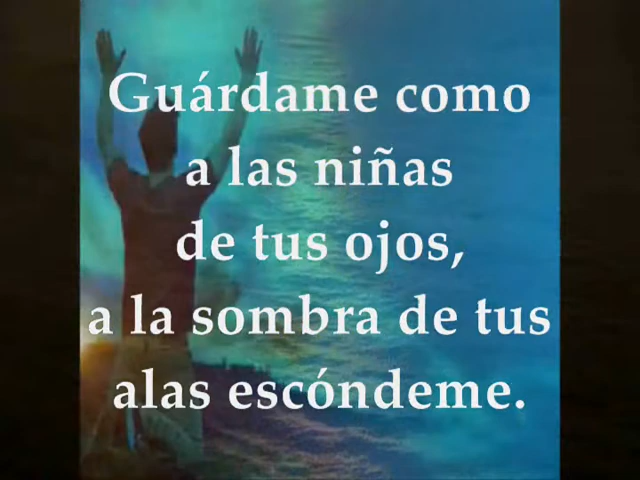 Guárdame como
a las niñas
de tus ojos,
a la sombra de tus
alas escóndeme.